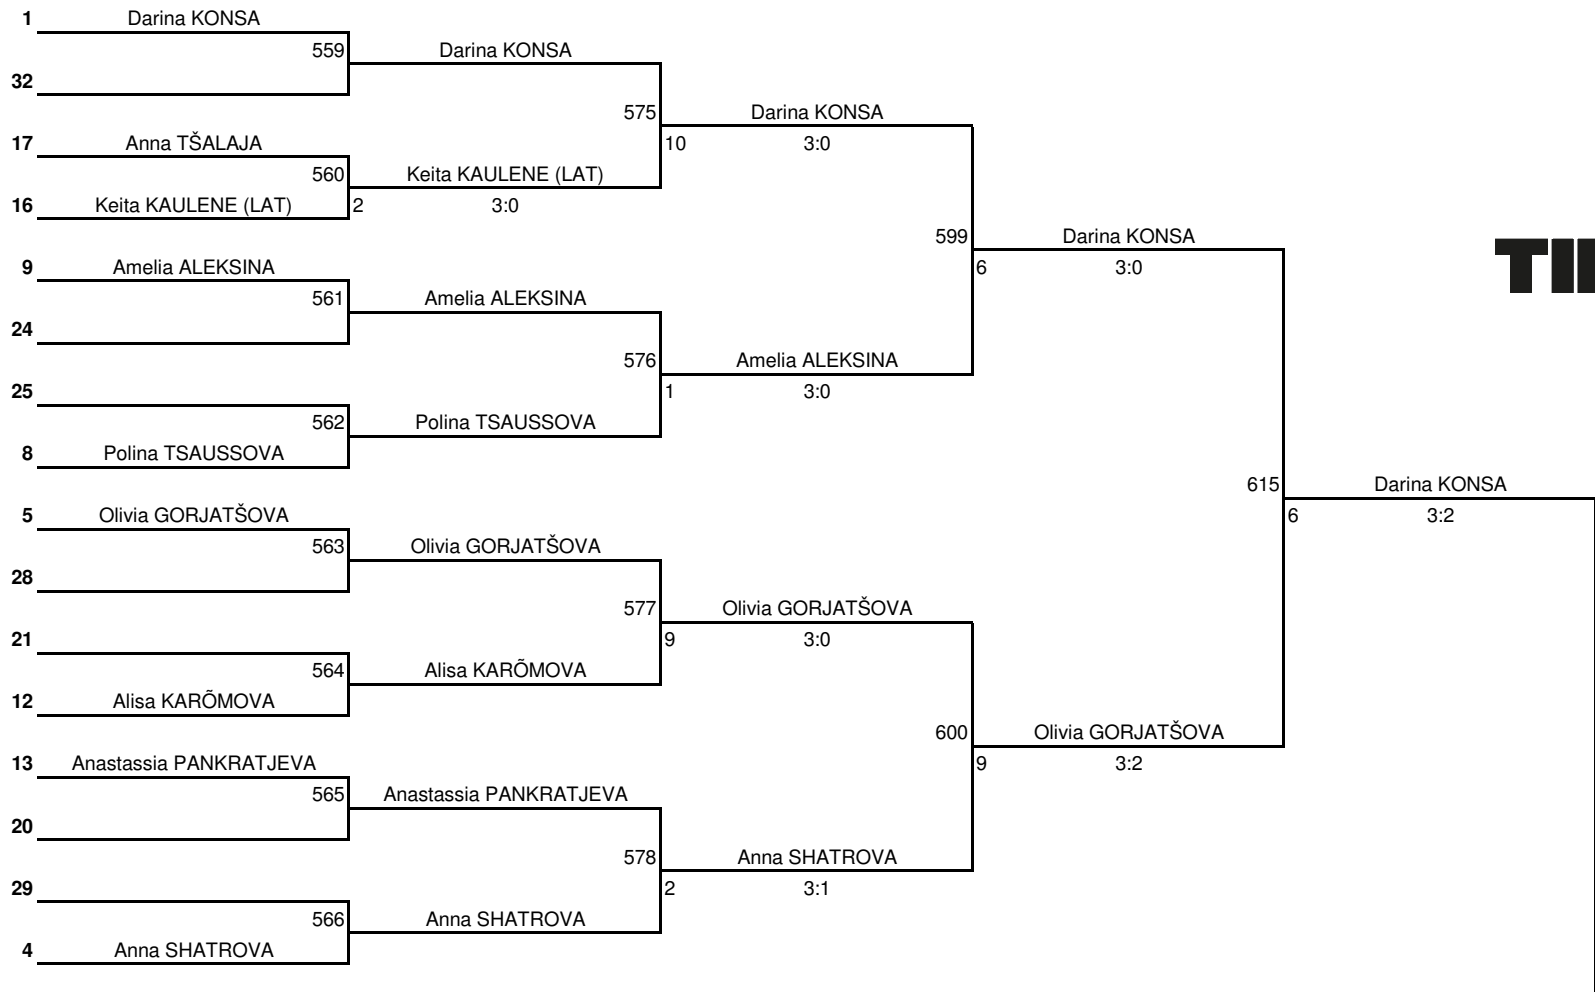 1 Darina KONSA
559 Darina KONSA
32
575 Darina KONSA
17 Anna TŠALAJA
10 3:0
560 Keita KAULENE (LAT)
16 Keita KAULENE (LAT) 2 3:0
599 Darina KONSA
9 Amelia ALEKSINA
6 3:0
561 Amelia ALEKSINA
24
576 Amelia ALEKSINA
25
1 3:0
562 Polina TSAUSSOVA
8 Polina TSAUSSOVA
615 Darina KONSA
5 Olivia GORJATŠOVA
6 3:2
563 Olivia GORJATŠOVA
28
577 Olivia GORJATŠOVA
21
9 3:0
564 Alisa KARÕMOVA
12 Alisa KARÕMOVA
600 Olivia GORJATŠOVA
13 Anastassia PANKRATJEVA
9 3:2
565 Anastassia PANKRATJEVA
20
578 Anna SHATROVA
29
2 3:1
566 Anna SHATROVA
4 Anna SHATROVA